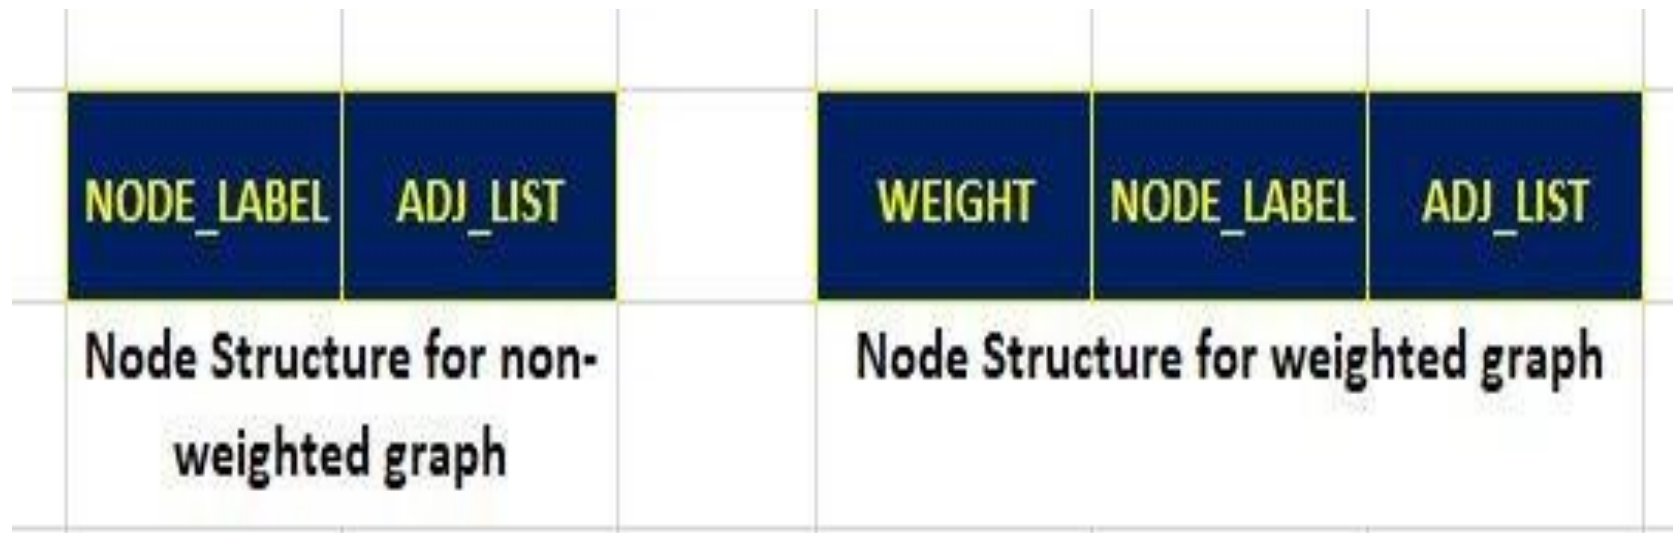 NODE_LABEL ADJ_LIST
Node Structure for non-
weighted graph
WEIGHT NODE_LABEL ADJ_LIST
Node Structure for weighted graph